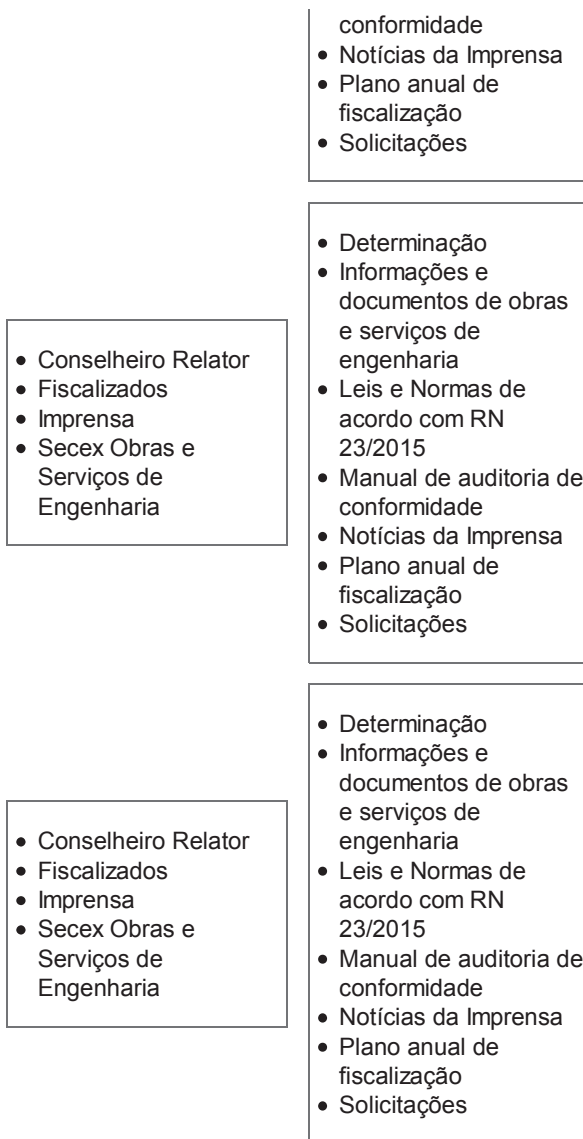 conformidade
• Notícias da Imprensa
• Plano anual de
fiscalização
• Solicitações
• Conselheiro Relator
• Fiscalizados
• Imprensa
• Secex Obras e
Serviços de
Engenharia
• Determinação
• Informações e
documentos de obras
e serviços de
engenharia
• Leis e Normas de
acordo com RN
23/2015
• Manual de auditoria de
conformidade
• Notícias da Imprensa
• Plano anual de
fiscalização
• Solicitações
• Conselheiro Relator
• Fiscalizados
• Imprensa
• Secex Obras e
Serviços de
Engenharia
• Determinação
• Informações e
documentos de obras
e serviços de
engenharia
• Leis e Normas de
acordo com RN
23/2015
• Manual de auditoria de
conformidade
• Notícias da Imprensa
• Plano anual de
fiscalização
• Solicitações